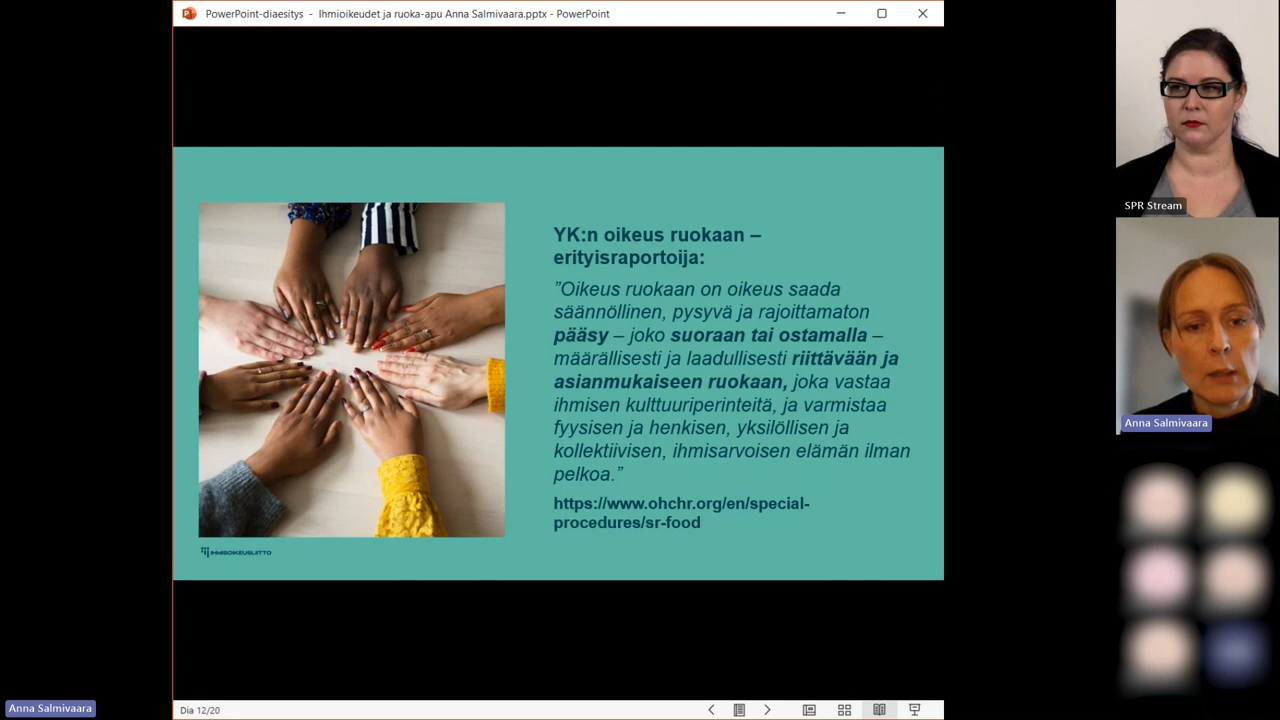 PowerPoint-diaesitys - Ihmioikeudet ja ruoka-apu Anna Salmivaara.pptx - PowerPoint
YK:n oikeus ruokaan –
erityisraportoija:
”Oikeus ruokaan on oikeus saada
säännöllinen, pysyvä ja rajoittamaton
pääsy – joko suoraan tai ostamalla –
määrällisesti ja laadullisesti riittävään ja
asianmukaiseen ruokaan, joka vastaa
ihmisen kulttuuriperinteitä, ja varmistaa
fyysisen ja henkisen, yksilöllisen ja
kollektiivisen, ihmisarvoisen elämän ilman
pelkoa.”
https://www.ohchr.org/en/special-
procedures/sr-food
IHMISOIKEUSLIITTO
Dia 12/20
SPR Stream
Anna Salmivaara
Anna Salmivaara